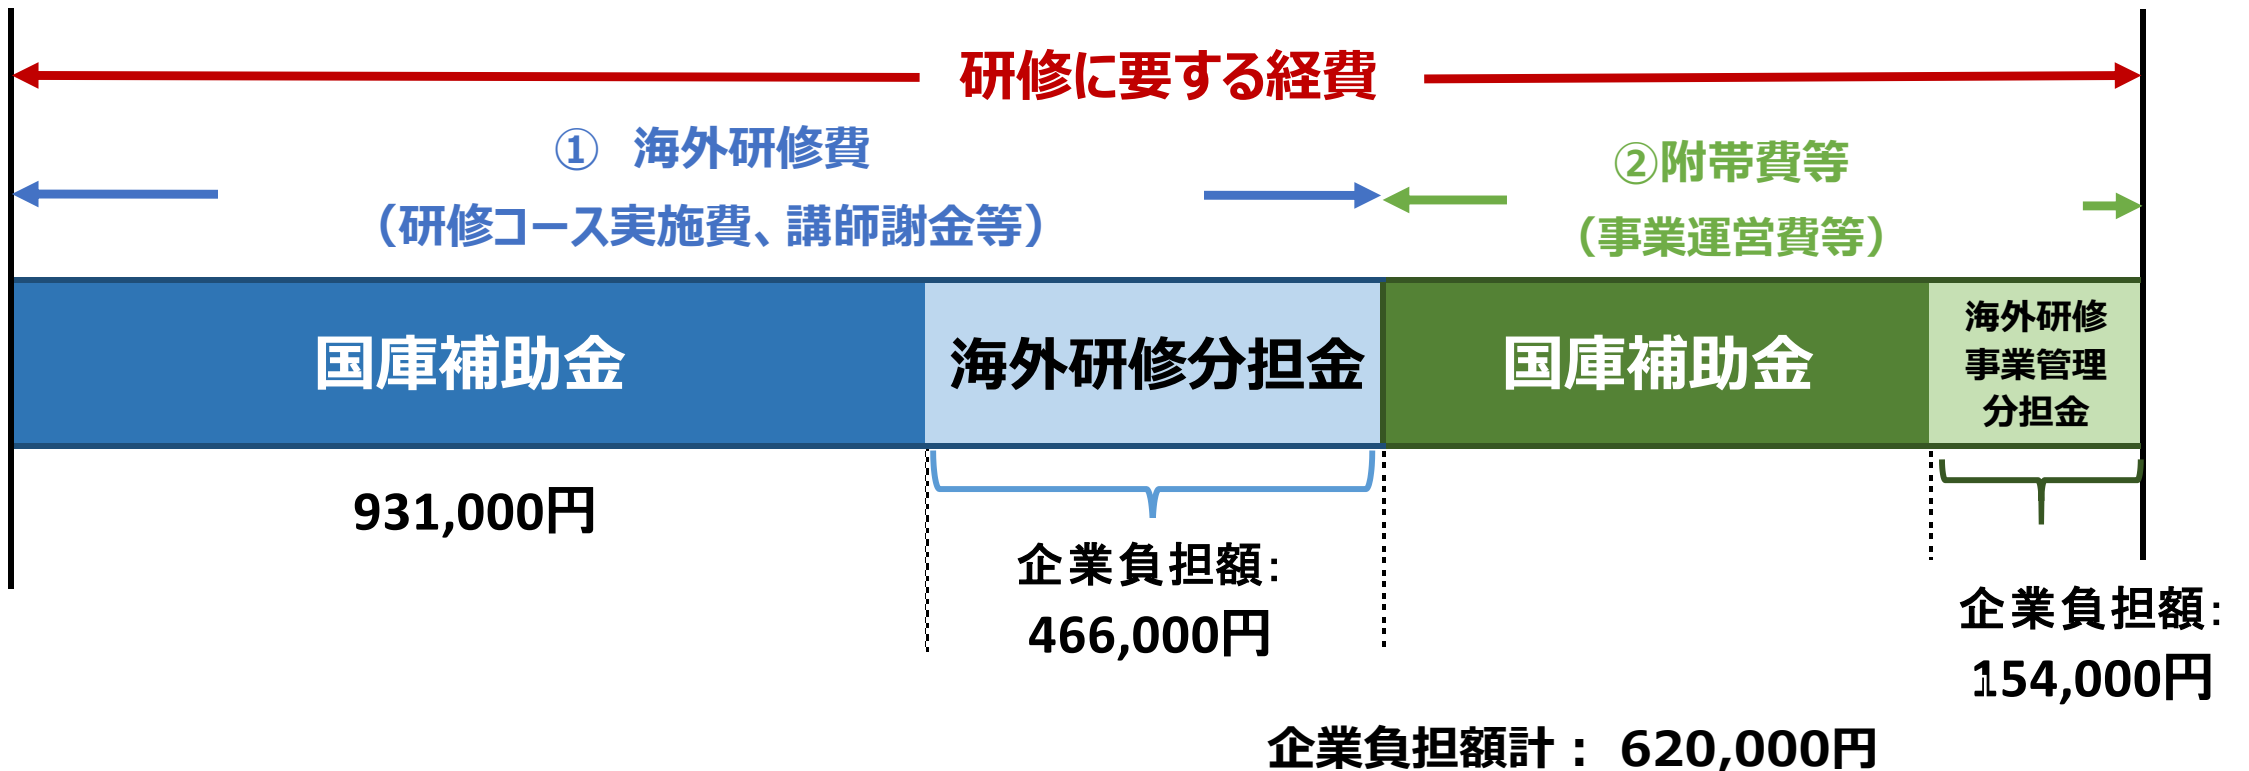 研修に要する経費
① 海外研修費
（研修コース実施費、講師謝金等）
②附帯費等
（事業運営費等）
国庫補助金
海外研修分担金
国庫補助金
海外研修
事業管理
分担金
931,000円
企業負担額：
466,000円
企業負担額：
154,000円
企業負担額計： 620,000円